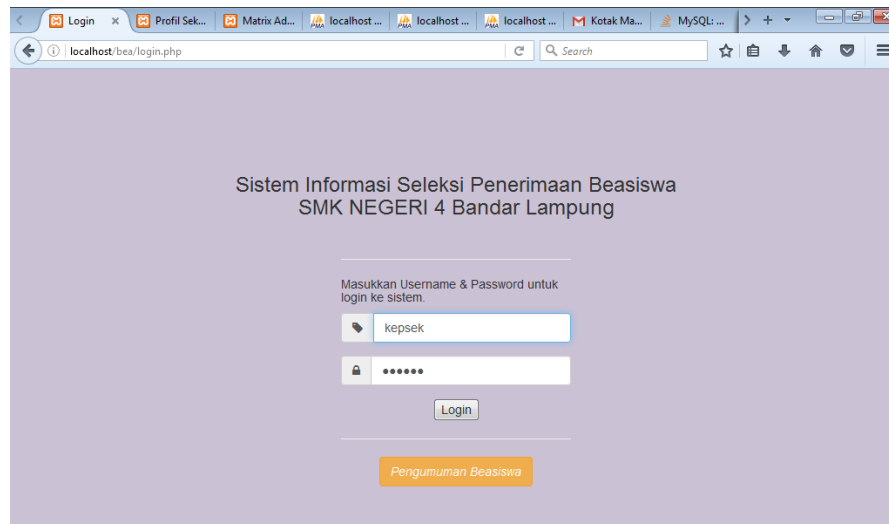 Login
Profil Sek...
Matrix Ad...
localhost ...
localhost ...
localhost ...
Kotak Ma...
MySQL: ...
localhost/bea/login.php
Search
Sistem Informasi Seleksi Penerimaan Beasiswa
SMK NEGERI 4 Bandar Lampung
Masukkan Username & Password untuk
login ke sistem.
kepsek
••••••
Login
Pengumuman Beasiswa